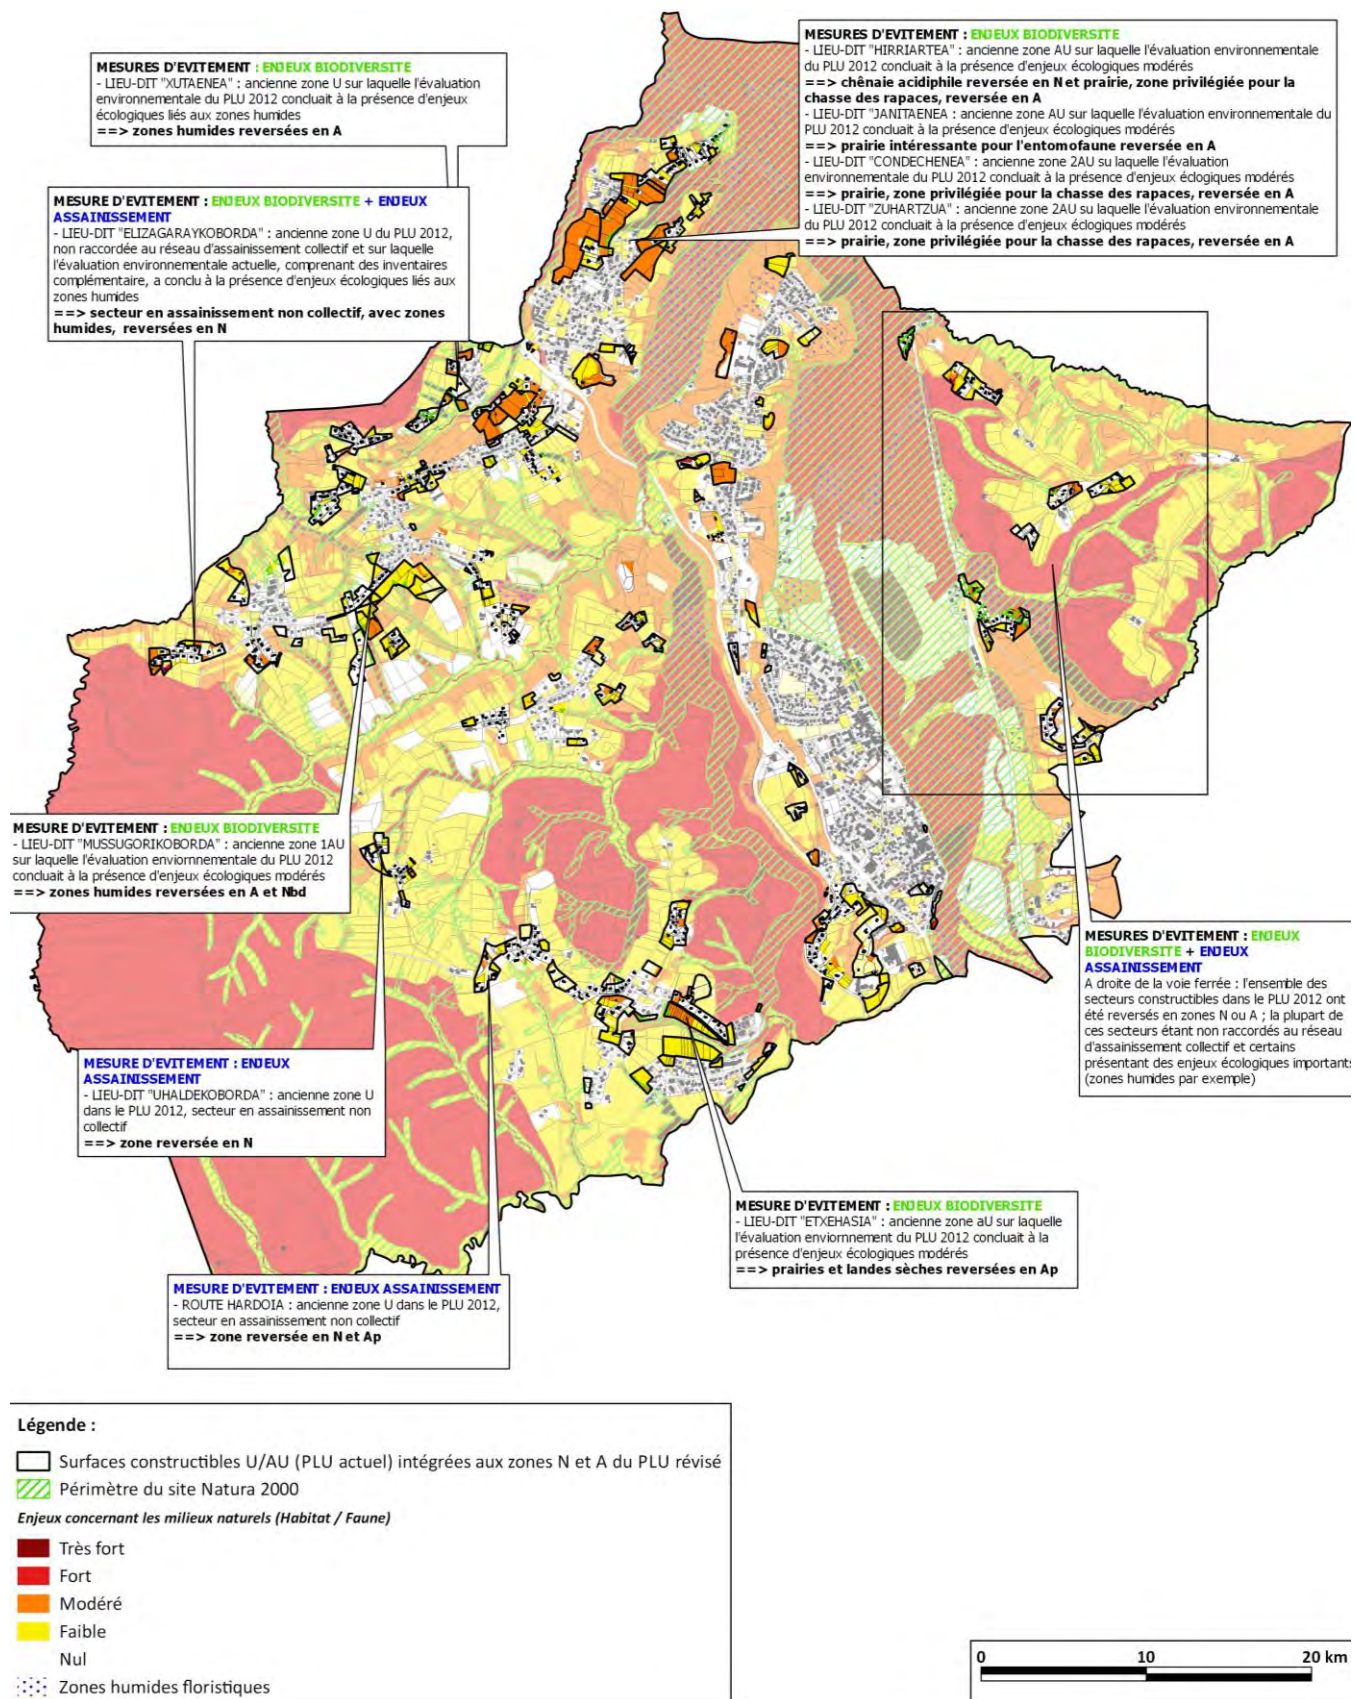 MESURES D'EVITEMENT : ENJEUX BIODIVERSITE
- LIEU-DIT "XUTAENEA" : ancienne zone U sur laquelle l'évaluation
environnementale du PLU 2012 concluait à la présence d'enjeux
écologiques liés aux zones humides
==> zones humides reversées en A
MESURES D'EVITEMENT : ENJEUX BIODIVERSITE
- LIEU-DIT "HIRRIARTEA" : ancienne zone AU sur laquelle l'évaluation environnementale
du PLU 2012 concluait à la présence d'enjeux écologiques modérés
==> chênaie acidiphile reversée en N et prairie, zone privilégiée pour la
chasse des rapaces, reversée en A
- LIEU-DIT "JANITAENEA : ancienne zone AU sur laquelle l'évaluation environnementale du
PLU 2012 concluait à la présence d'enjeux écologiques modérés
==> prairie intéressante pour l'entomofaune reversée en A
- LIEU-DIT "CONDECHENEA" : ancienne zone 2AU su laquelle l'évaluation
environnementale du PLU 2012 concluait à la présence d'enjeux éclogiques modérés
==> prairie, zone privilégiée pour la chasse des rapaces, reversée en A
- LIEU-DIT "ZUHARTZUA" : ancienne zone 2AU su laquelle l'évaluation environnementale
du PLU 2012 concluait à la présence d'enjeux éclogiques modérés
==> prairie, zone privilégiée pour la chasse des rapaces, reversée en A
MESURE D'EVITEMENT : ENJEUX BIODIVERSITE + ENJEUX
ASSAINISSEMENT
- LIEU-DIT "ELIZAGARAYKOBORDA" : ancienne zone U du PLU 2012,
non raccordée au réseau d'assainissement collectif et sur laquelle
l'évaluation environnementale actuelle, comprenant des inventaires
complémentaire, a conclu à la présence d'enjeux écologiques liés aux
zones humides
==> secteur en assainissement non collectif, avec zones
humides, reversées en N
MESURE D'EVITEMENT : ENJEUX BIODIVERSITE
- LIEU-DIT "MUSSUGORIKOBORDA" : ancienne zone 1AU
sur laquelle l'évaluation enviornnementale du PLU 2012
concluait à la présence d'enjeux écologiques modérés
==> zones humides reversées en A et Nbd
MESURES D'EVITEMENT : ENJEUX
BIODIVERSITE + ENJEUX
ASSAINISSEMENT
A droite de la voie ferrée : l'ensemble des
secteurs constructibles dans le PLU 2012 ont
été reversés en zones N ou A ; la plupart de
ces secteurs étant non raccordés au réseau
d'assainissement collectif et certains
présentant des enjeux écologiques importants
(zones humides par exemple)
MESURE D'EVITEMENT : ENJEUX
ASSAINISSEMENT
- LIEU-DIT "UHALDEKOBORDA" : ancienne zone U
dans le PLU 2012, secteur en assainissement non
collectif
==> zone reversée en N
MESURE D'EVITEMENT : ENJEUX BIODIVERSITE
- LIEU-DIT "ETXEHASIA" : ancienne zone aU sur laquelle
l'évaluation enviornnement du PLU 2012 concluait à la
présence d'enjeux écologiques modérés
==> prairies et landes sèches reversées en Ap
MESURE D'EVITEMENT : ENJEUX ASSAINISSEMENT
- ROUTE HARDOIA : ancienne zone U dans le PLU 2012,
secteur en assainissement non collectif
==> zone reversée en N et Ap
Légende :
Surfaces constructibles U/AU (PLU actuel) intégrées aux zones N et A du PLU révisé
Périmètre du site Natura 2000
Enjeux concernant les milieux naturels (Habitat / Faune)
Très fort
Fort
Modéré
Faible
Nul
Zones humides floristiques
0 10 20 km